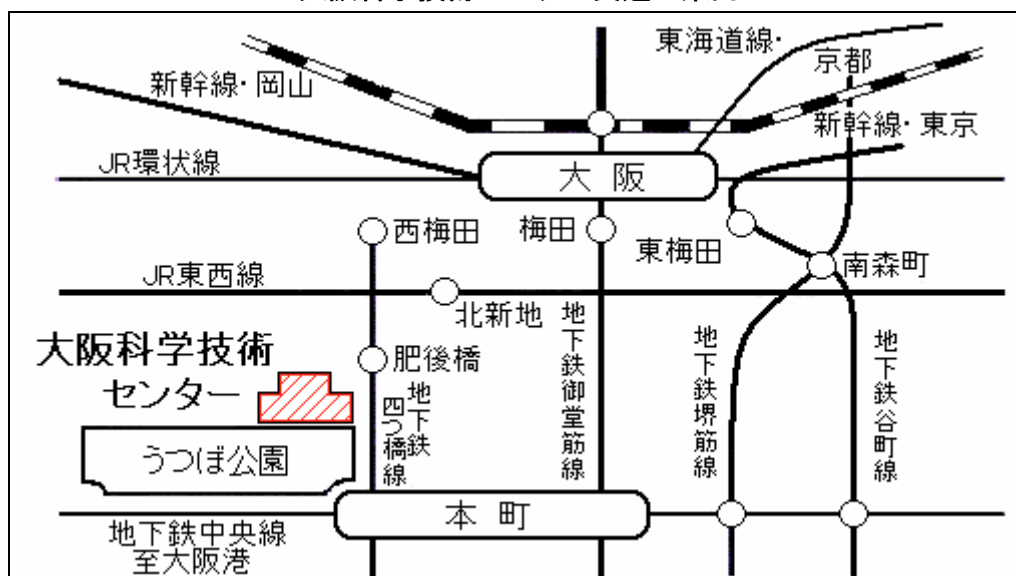 東海道線・
京都
新幹線・岡山
新幹線・東京
JR環状線
大阪
西梅田
梅田
東梅田
南森町
JR東西線
北新地
大阪科学技術
センター
肥後橋
地下鉄
四つ橋線
地下鉄御堂筋線
地下鉄堺筋線
地下鉄谷町線
うつぼ公園
本町
地下鉄中央線
至大阪港